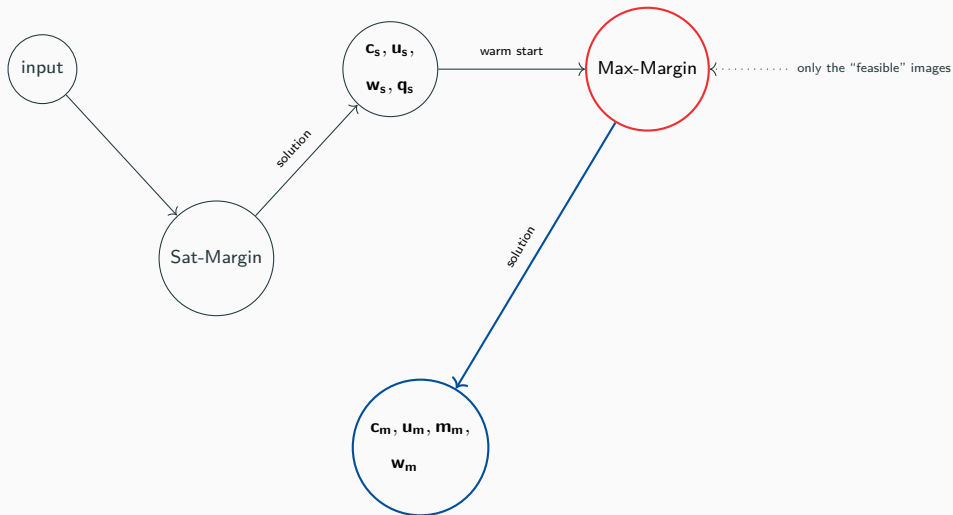 input
Sat-Margin
solution
c_s, u_s,
w_s, q_s
warm start
Max-Margin
only the “feasible” images
solution
c_m, u_m, m_m,
w_m